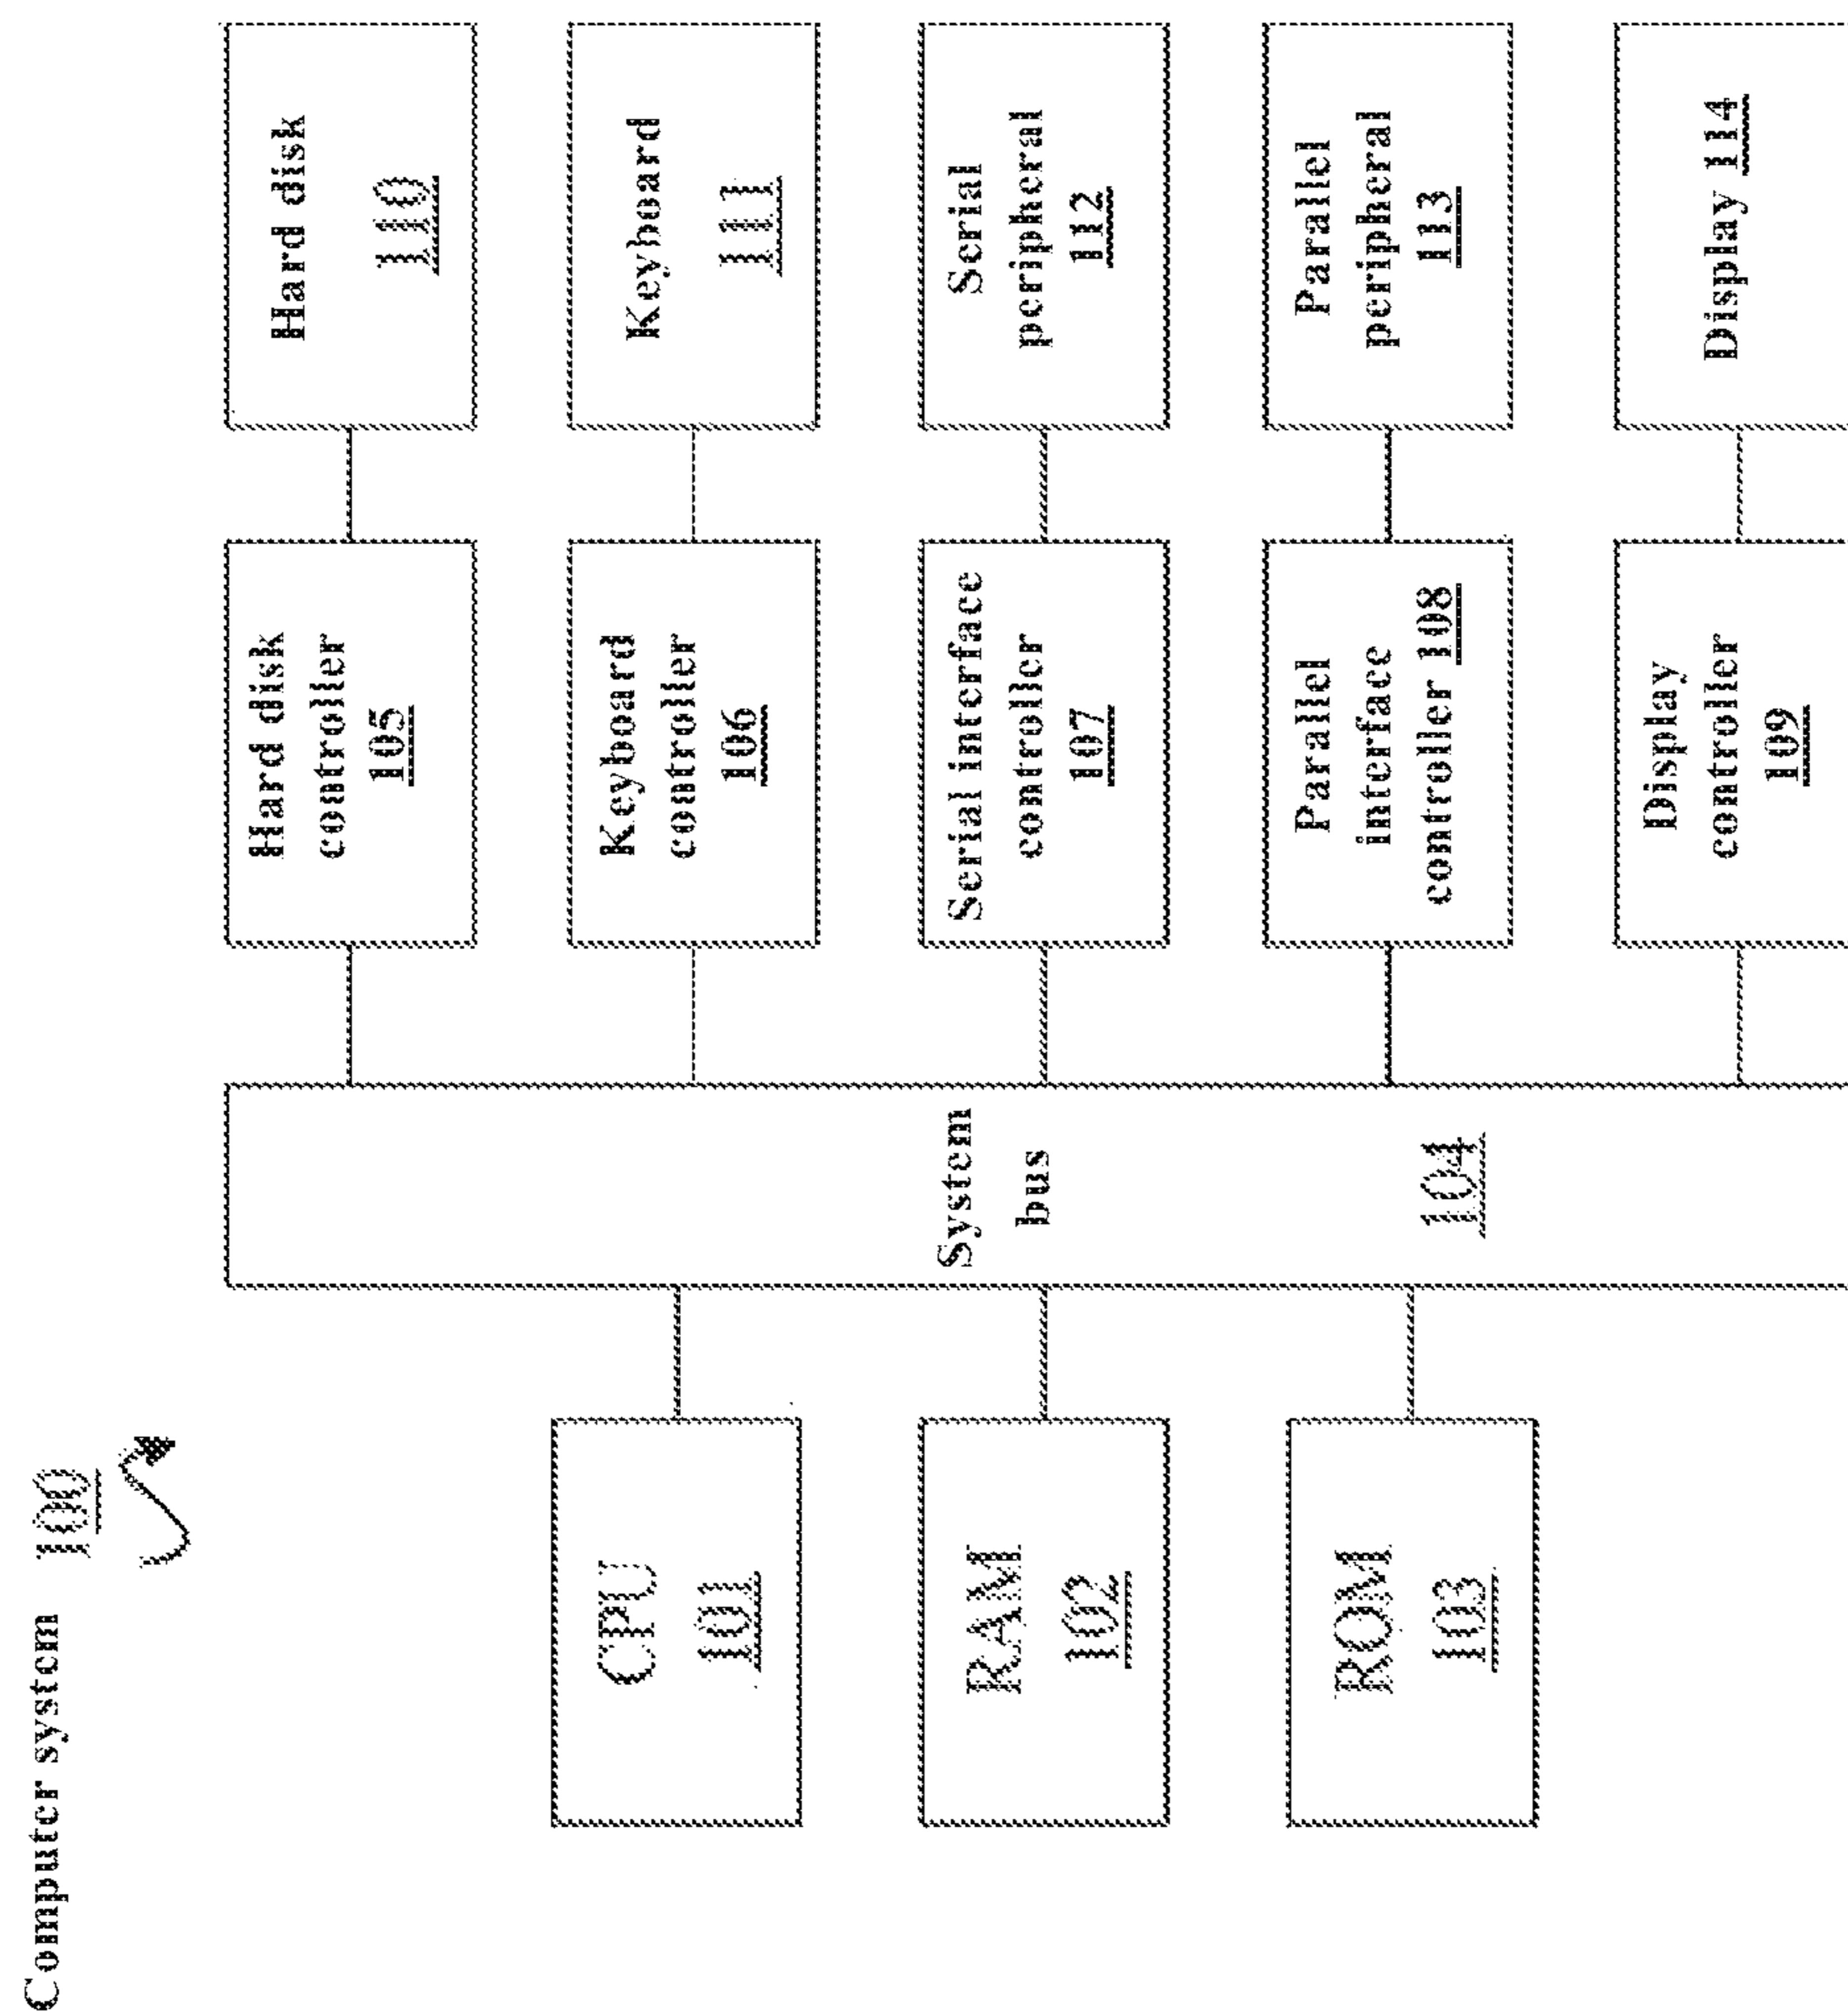 Computer system 100
CPU
101
RAM
102
ROM
103
System
bus
104
Hard disk
controller
105
Keyboard
controller
106
Serial interface
controller
107
Parallel
interface
controller 108
Display
controller
109
Hard disk
110
Keyboard
111
Serial
peripheral
112
Parallel
peripheral
113
Display 114